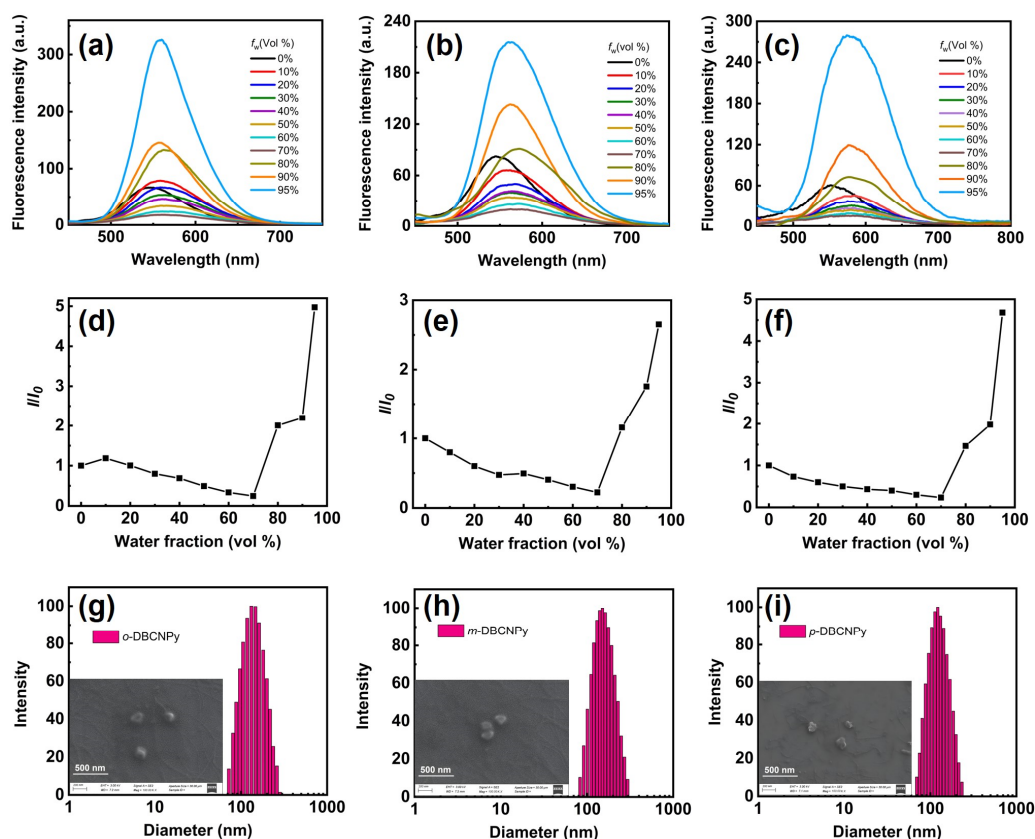 (a)
Fluorescence intensity (a.u.)
300
200
100
0
500
600
700
Wavelength (nm)
fw(Vol %)
0%
10%
20%
30%
40%
50%
60%
70%
80%
90%
95%
(b)
Fluorescence intensity (a.u.)
240
180
120
60
0
500
600
700
Wavelength (nm)
fw(vol %)
0%
10%
20%
30%
40%
50%
60%
70%
80%
90%
95%
(c)
Fluorescence intensity (a.u.)
300
240
180
120
60
0
500
600
700
800
Wavelength (nm)
fw(Vol %)
0%
10%
20%
30%
40%
50%
60%
70%
80%
90%
95%
(d)
I/I0
5
4
3
2
1
0
0 20 40 60 80 100
Water fraction (vol %)
(e)
I/I0
3
2
1
0
0 20 40 60 80 100
Water fraction (vol %)
(f)
I/I0
5
4
3
2
1
0
0 20 40 60 80 100
Water fraction (vol %)
(g)
o-DBCNPy
Intensity
100
80
60
40
20
0
500 nm
1 10 100 1000
Diameter (nm)
(h)
m-DBCNPy
Intensity
100
80
60
40
20
0
500 nm
1 10 100 1000
Diameter (nm)
(i)
p-DBCNPy
Intensity
100
80
60
40
20
0
500 nm
1 10 100 1000
Diameter (nm)